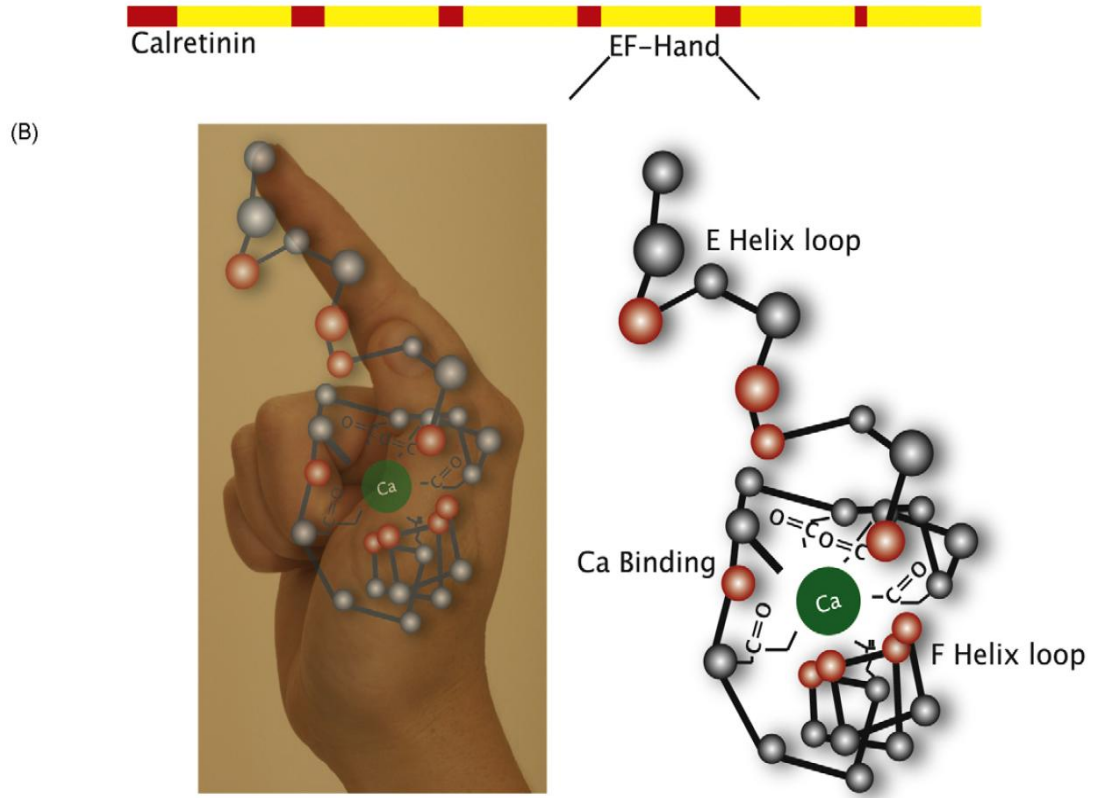 Calretinin
EF-Hand
(B)
E Helix loop
O=C
O=C
Ca
C=O
C=O
O=C
O=C
Ca Binding
Ca
C=O
C=O
F Helix loop